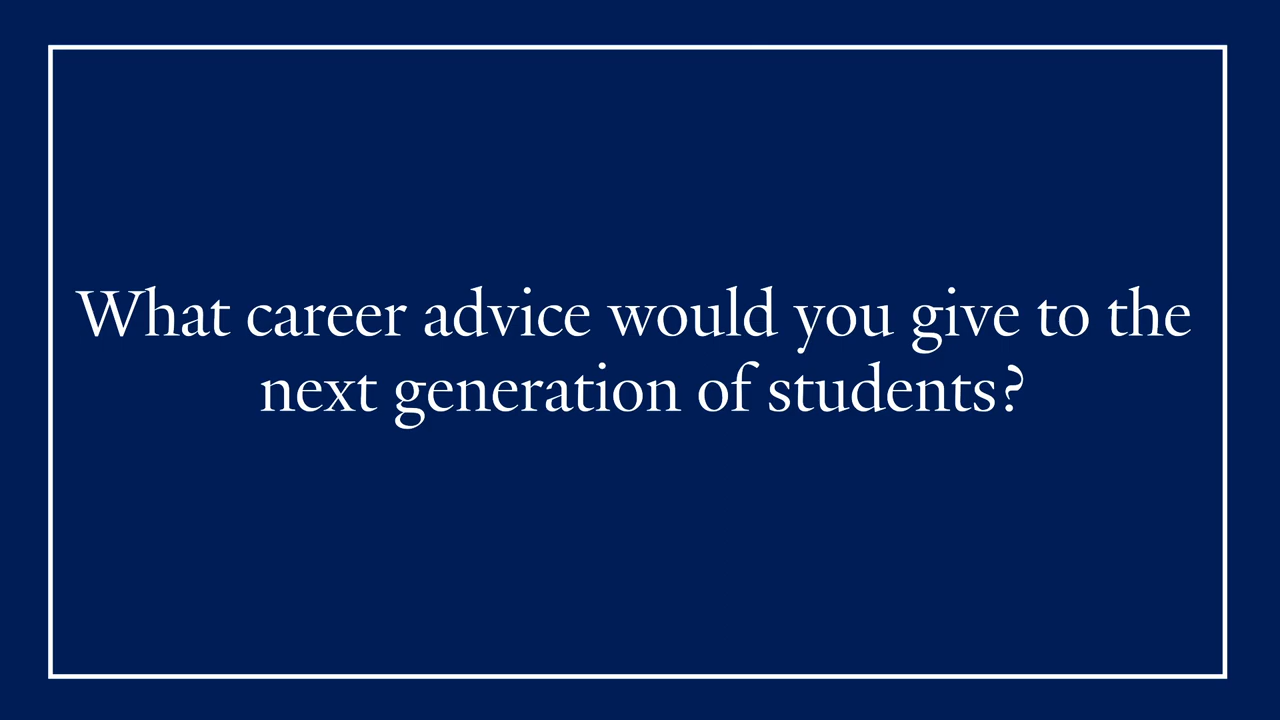 What career advice would you give to the
next generation of students?